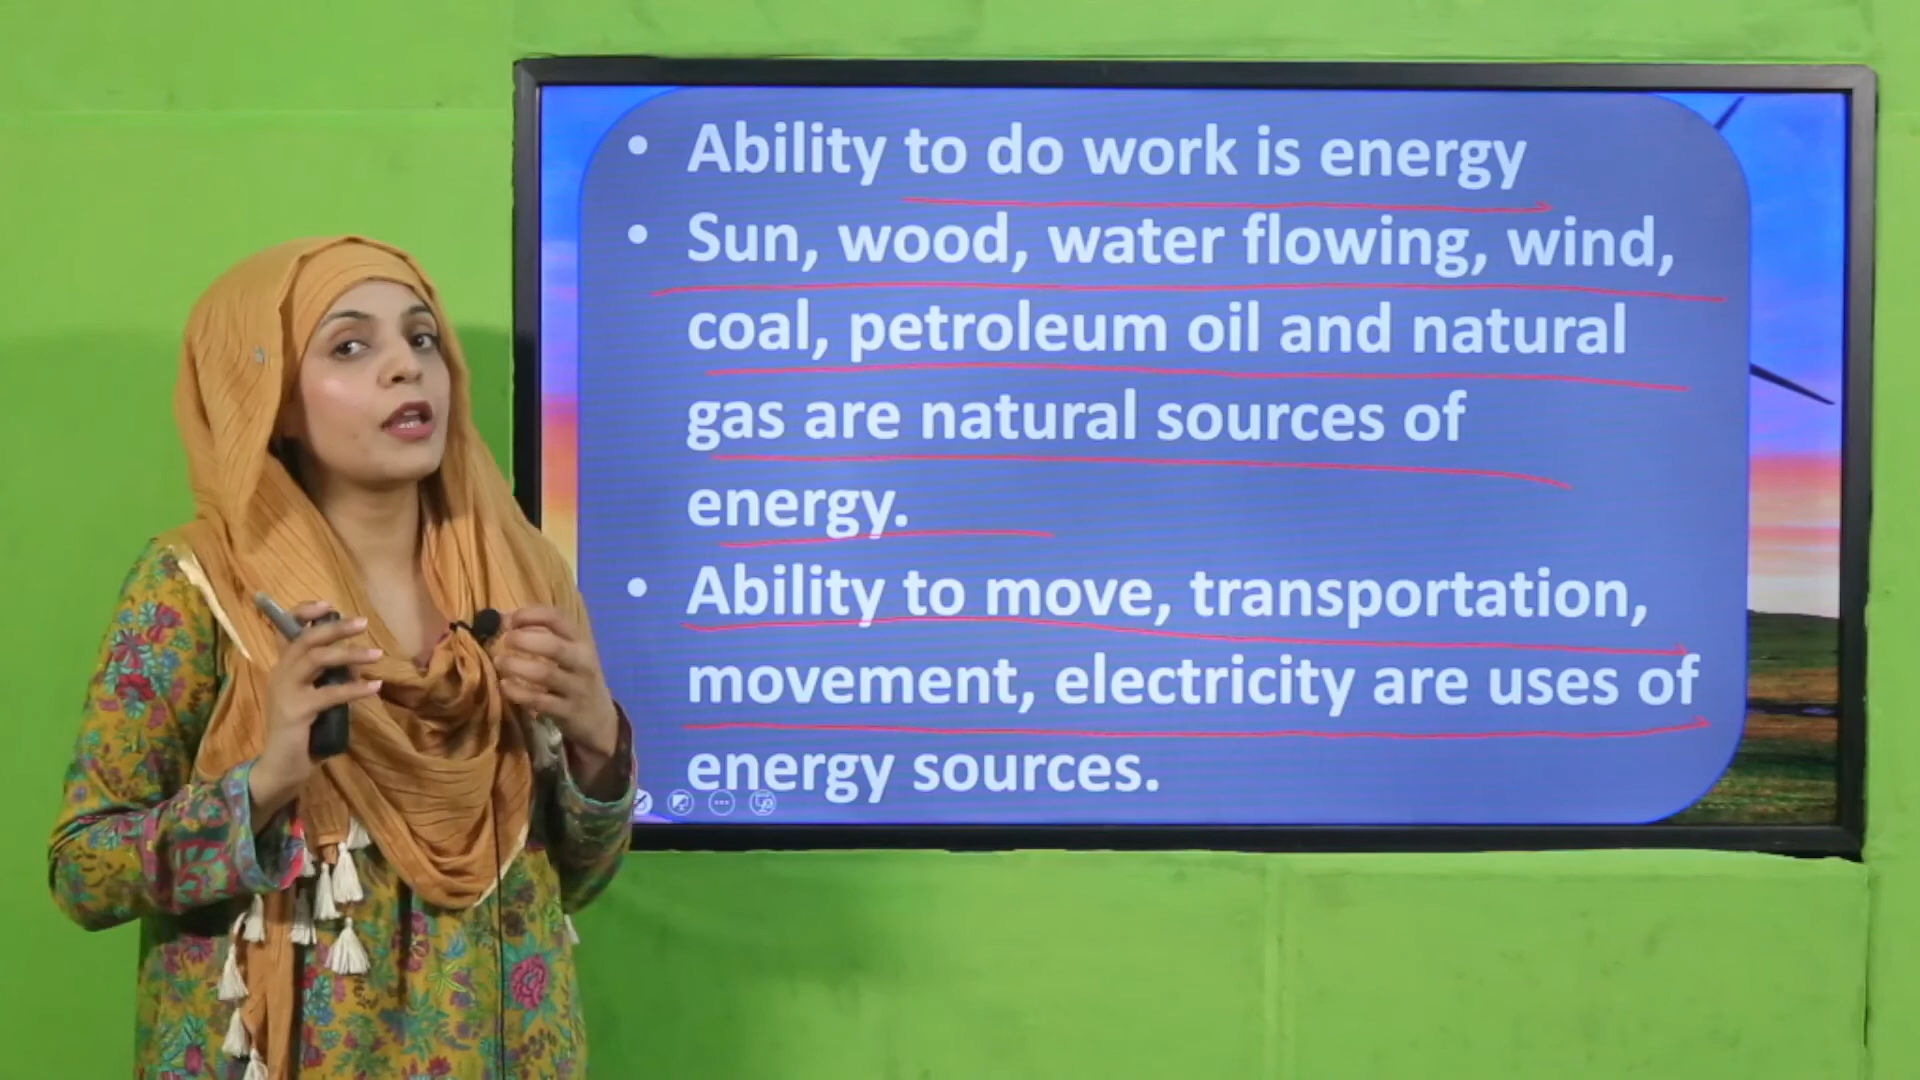 • Ability to do work is energy
• Sun, wood, water flowing, wind,
coal, petroleum oil and natural
gas are natural sources of
energy.
• Ability to move, transportation,
movement, electricity are uses of
energy sources.